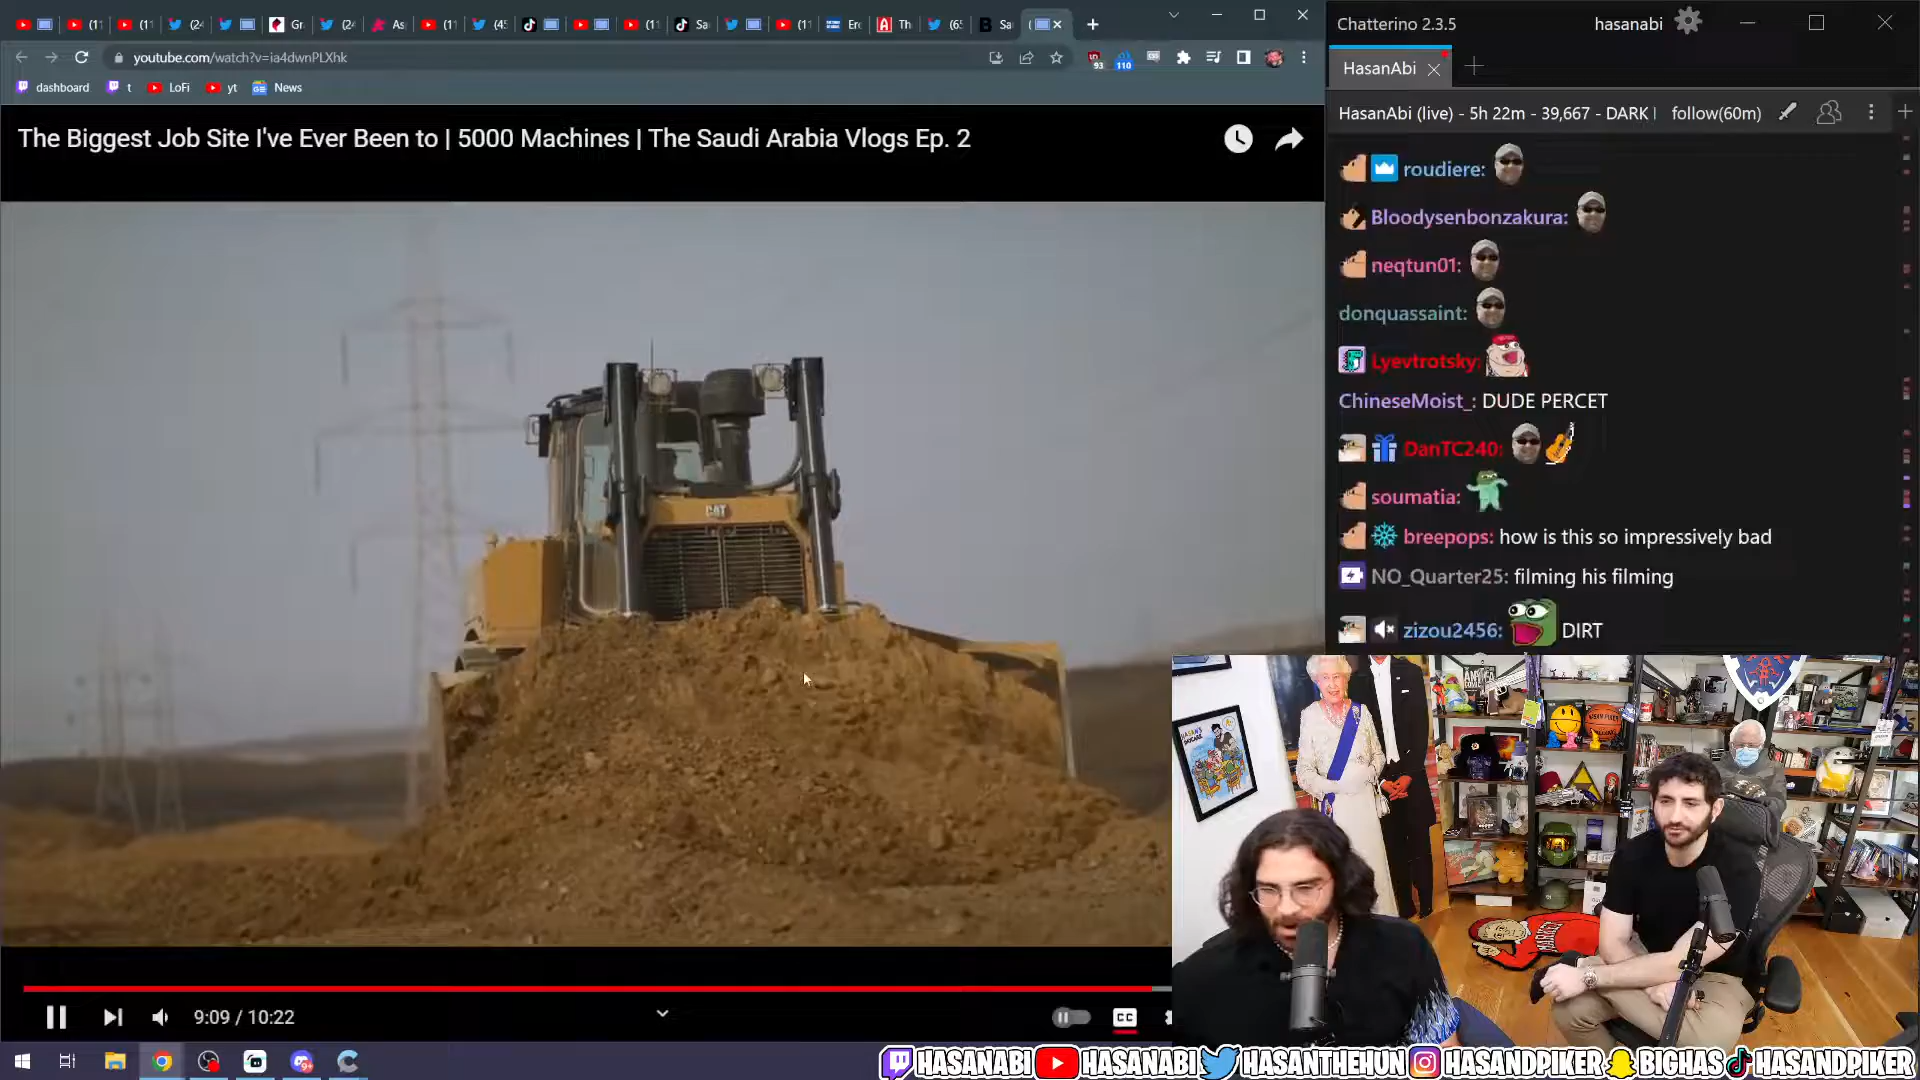 youtube.com/watch?v=ia4dwnPLXhk
dashboard
t
LoFi
yt
News
The Biggest Job Site I've Ever Been to | 5000 Machines | The Saudi Arabia Vlogs Ep. 2
CAT
9:09 / 10:22
CC
Chatterino 2.3.5
hasanabi
HasanAbi
HasanAbi (live) - 5h 22m - 39,667 - DARK
follow(60m)
roudiere:
Bloodysenbonzakura:
neqtun01:
donquassaint:
Lyevtrotsky:
ChineseMoist_: DUDE PERCET
DanTC240:
soumatia:
breepops: how is this so impressively bad
NO_Quarter25: filming his filming
zizou2456: DIRT
HASANABI HASANABI HASANTHEHUN HASANDPIKER BIGHAS HASANDPIKER